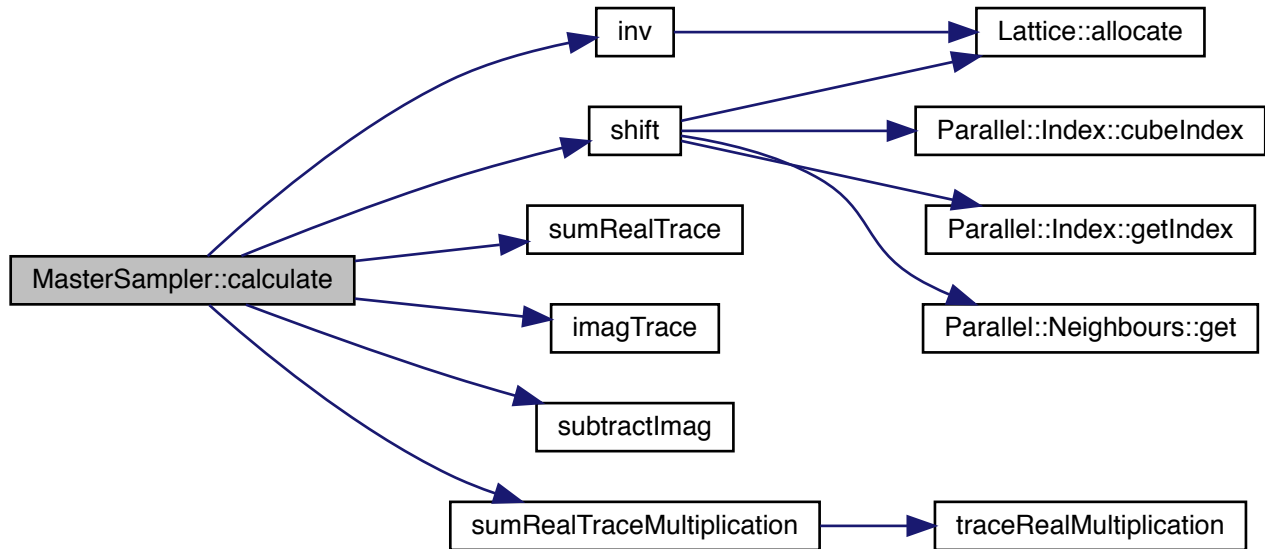 inv
Lattice::allocate
shift
Parallel::Index::cubeIndex
sumRealTrace
Parallel::Index::getIndex
MasterSampler::calculate
imagTrace
Parallel::Neighbours::get
subtractImag
sumRealTraceMultiplication
traceRealMultiplication